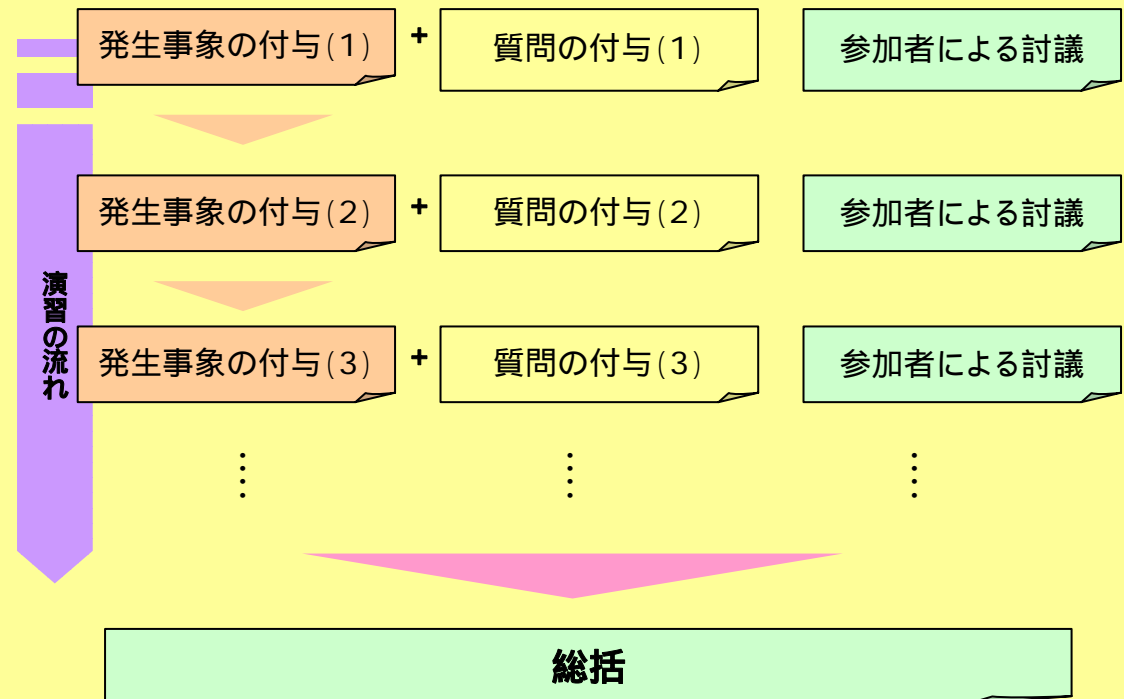 発生事象の付与(1) + 質問の付与(1) 参加者による討議
発生事象の付与(2) + 質問の付与(2) 参加者による討議
演習の流れ
発生事象の付与(3) + 質問の付与(3) 参加者による討議
⋮ ⋮ ⋮
総括